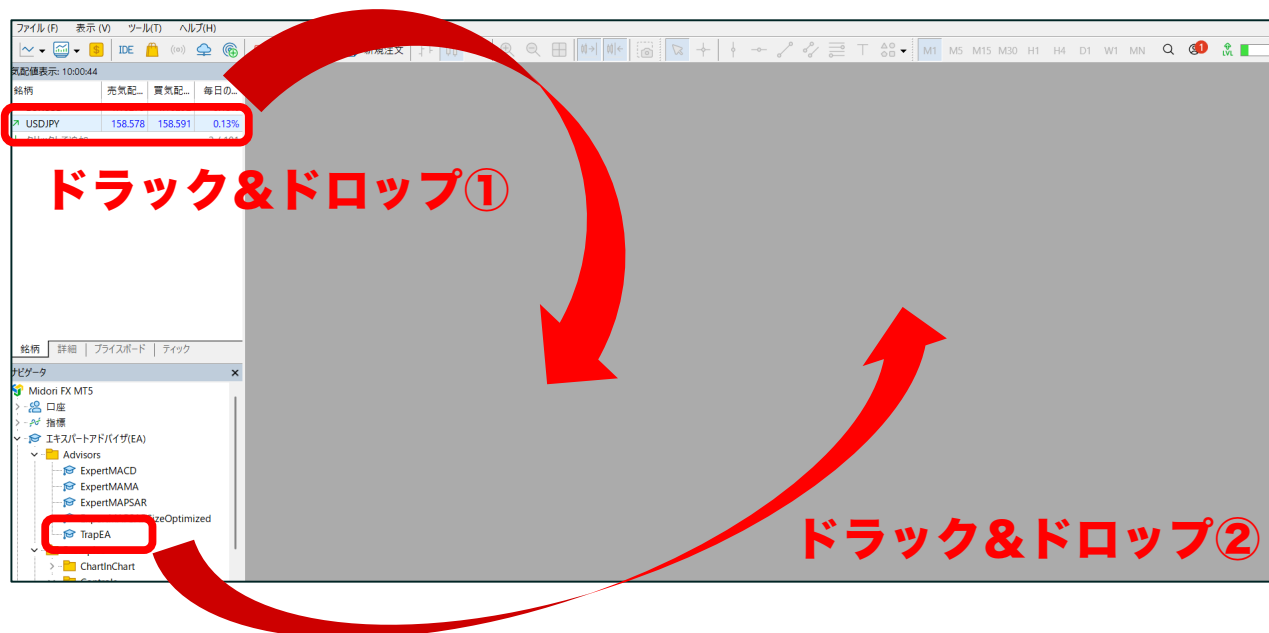 ファイル(F) 表示(V) ツール(T) ヘルプ(H)
IDE 新規注文 M1 M5 M15 M30 H1 H4 D1 W1 MN 1 LVL
気配値表示: 10:00:44
銘柄 売気配... 買気配... 毎日の...
USDJPY 158.578 158.591 0.13%
ドラック&ドロップ①
銘柄 詳細 プライスボード ティック
ナビゲータ
Midori FX MT5
口座
指標
エキスパートアドバイザ(EA)
Advisors
ExpertMACD
ExpertMAMA
ExpertMAPSAR
izeOptimized
TrapEA
ChartInChart
ドラック&ドロップ②